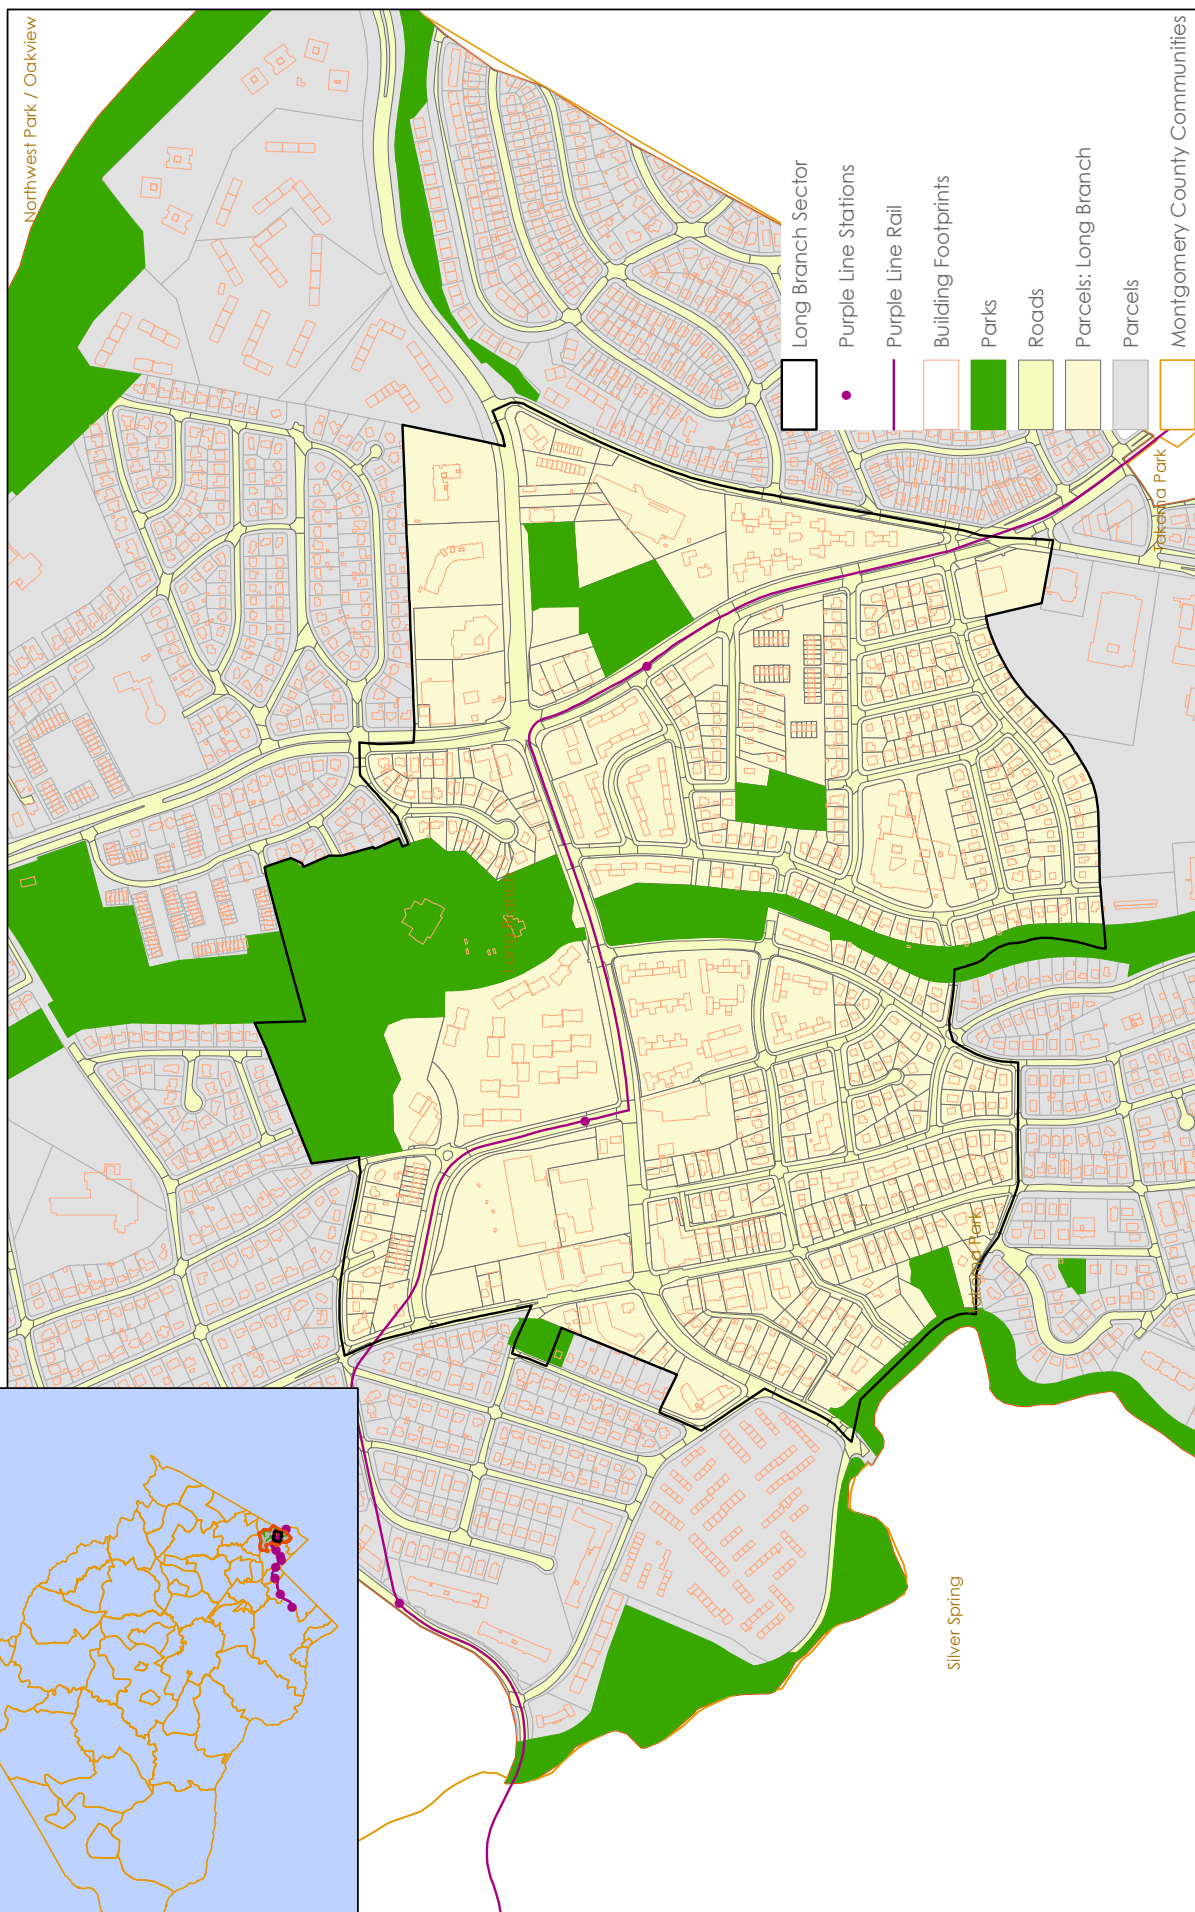 Northwest Park / Oakview
Long Branch Sector
Purple Line Stations
Purple Line Rail
Building Footprints
Parks
Roads
Parcels: Long Branch
Parcels
Montgomery County Communities
Takoma Park
Long Branch
Takoma Park
Silver Spring